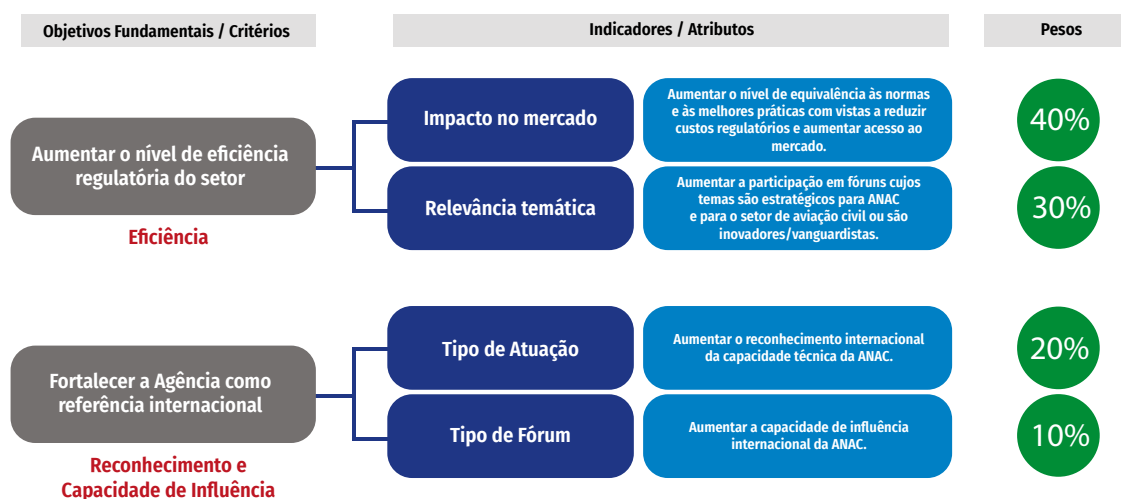 Objetivos Fundamentais / Critérios
Indicadores / Atributos
Pesos
Aumentar o nível de eficiência
regulatória do setor
Eficiência
Impacto no mercado
Aumentar o nível de equivalência às normas
e às melhores práticas com vistas a reduzir
custos regulatórios e aumentar acesso ao
mercado.
40%
Relevância temática
Aumentar a participação em fóruns cujos
temas são estratégicos para ANAC
e para o setor de aviação civil ou são
inovadores/vanguardistas.
30%
Fortalecer a Agência como
referência internacional
Reconhecimento e
Capacidade de Influência
Tipo de Atuação
Aumentar o reconhecimento internacional
da capacidade técnica da ANAC.
20%
Tipo de Fórum
Aumentar a capacidade de influência
internacional da ANAC.
10%